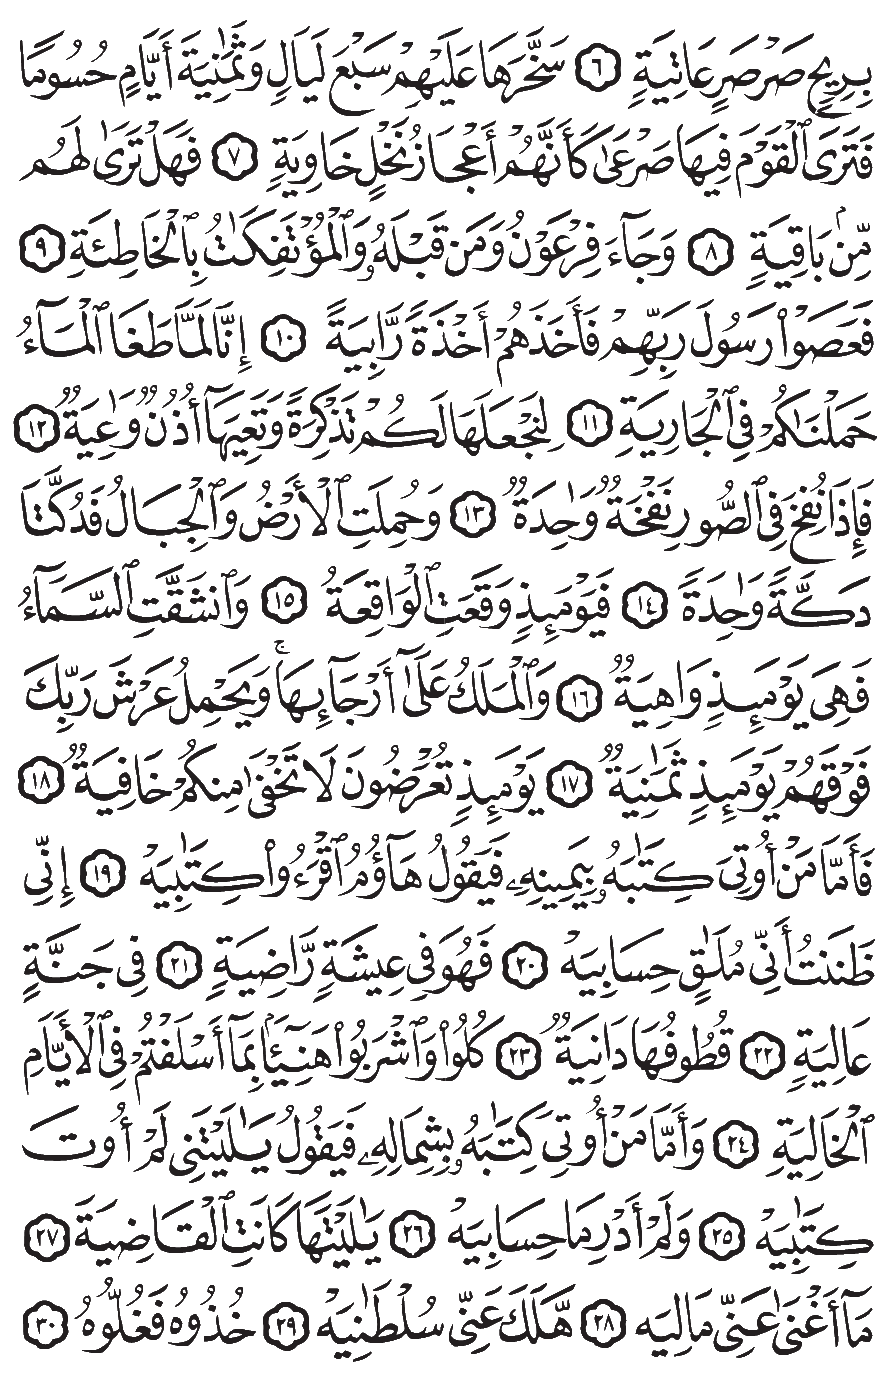 بِرِيحٍ صَرْصَرٍ عَاتِيَةٍ ٦ سَخَّرَهَا عَلَيْهِمْ سَبْعَ لَيَالٍ وَثَمَٰنِيَةَ أَيَّامٍ حُسُومًا
فَتَرَى ٱلْقَوْمَ فِيهَا صَرْعَىٰ كَأَنَّهُمْ أَعْجَازُ نَخْلٍ خَاوِيَةٍ ٧ فَهَلْ تَرَىٰ لَهُم
مِّنۢ بَاقِيَةٍ ٨ وَجَآءَ فِرْعَوْنُ وَمَن قَبْلَهُۥ وَٱلْمُؤْتَفِكَٰتُ بِٱلْخَاطِئَةِ ٩
فَعَصَوْا۟ رَسُولَ رَبِّهِمْ فَأَخَذَهُمْ أَخْذَةً رَّابِيَةً ١٠ إِنَّا لَمَّا طَغَا ٱلْمَآءُ
حَمَلْنَٰكُمْ فِى ٱلْجَارِيَةِ ١١ لِنَجْعَلَهَا لَكُمْ تَذْكِرَةً وَتَعِيَهَآ أُذُنٌ وَٰعِيَةٌ ١٢
فَإِذَا نُفِخَ فِى ٱلصُّورِ نَفْخَةٌ وَٰحِدَةٌ ١٣ وَحُمِلَتِ ٱلْأَرْضُ وَٱلْجِبَالُ فَدُكَّتَا
دَكَّةً وَٰحِدَةً ١٤ فَيَوْمَئِذٍ وَقَعَتِ ٱلْوَاقِعَةُ ١٥ وَٱنشَقَّتِ ٱلسَّمَآءُ
فَهِىَ يَوْمَئِذٍ وَاهِيَةٌ ١٦ وَٱلْمَلَكُ عَلَىٰٓ أَرْجَآئِهَا ۚ وَيَحْمِلُ عَرْشَ رَبِّكَ
فَوْقَهُمْ يَوْمَئِذٍ ثَمَٰنِيَةٌ ١٧ يَوْمَئِذٍ تُعْرَضُونَ لَا تَخْفَىٰ مِنكُمْ خَافِيَةٌ ١٨
فَأَمَّا مَنْ أُوتِىَ كِتَٰبَهُۥ بِيَمِينِهِۦ فَيَقُولُ هَآؤُمُ ٱقْرَءُوا۟ كِتَٰبِيَهْ ١٩ إِنِّى
ظَنَنتُ أَنِّى مُلَٰقٍ حِسَابِيَهْ ٢٠ فَهُوَ فِى عِيشَةٍ رَّاضِيَةٍ ٢١ فِى جَنَّةٍ
عَالِيَةٍ ٢٢ قُطُوفُهَا دَانِيَةٌ ٢٣ كُلُوا۟ وَٱشْرَبُوا۟ هَنِيٓـًٔۢا بِمَآ أَسْلَفْتُمْ فِى ٱلْأَيَّامِ
ٱلْخَالِيَةِ ٢٤ وَأَمَّا مَنْ أُوتِىَ كِتَٰبَهُۥ بِشِمَالِهِۦ فَيَقُولُ يَٰلَيْتَنِى لَمْ أُوتَ
كِتَٰبِيَهْ ٢٥ وَلَمْ أَدْرِ مَا حِسَابِيَهْ ٢٦ يَٰلَيْتَهَا كَانَتِ ٱلْقَاضِيَةَ ٢٧
مَآ أَغْنَىٰ عَنِّى مَالِيَهْ ٢٨ هَّلَكَ عَنِّى سُلْطَٰنِيَهْ ٢٩ خُذُوهُ فَغُلُّوهُ ٣٠